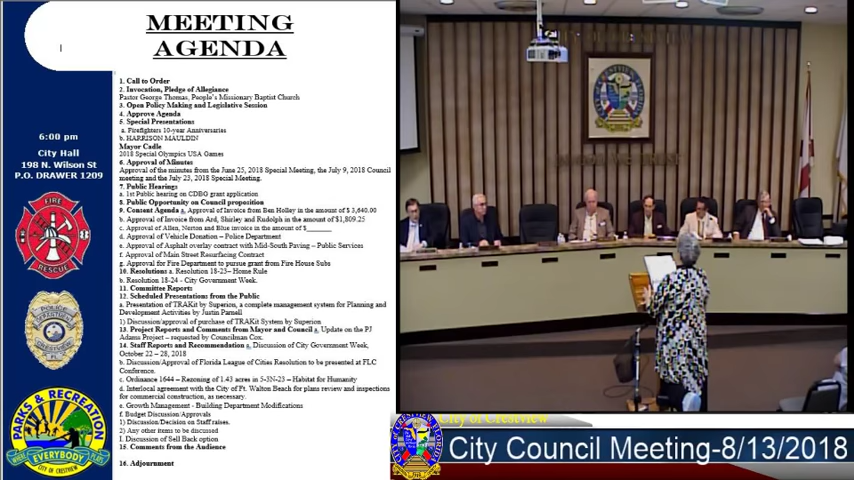 MEETING
AGENDA
6:00 pm
City Hall
198 N. Wilson St
P.O. DRAWER 1209
FIRE
RESCUE
PARKS & RECREATION
WHERE
EVERYBODY
PLAYS
CITY OF CRESTVIEW
1. Call to Order
2. Invocation, Pledge of Allegiance
Pastor George Thomas, People's Missionary Baptist Church
3. Open Policy Making and Legislative Session
4. Approve Agenda
5. Special Presentations
a. Firefighters 10-year Anniversaries
b. HARRISON MAULDIN
Mayor Cadle
2018 Special Olympics USA Games
6. Approval of Minutes
Approval of the minutes from the June 25, 2018 Special Meeting, the July 9, 2018 Council
meeting and the July 23, 2018 Special Meeting.
7. Public Hearings
a. 1st Public hearing on CDBG grant application
8. Public Opportunity on Council proposition
9. Consent Agenda a. Approval of Invoice from Ben Holley in the amount of $ 3,640.00
b. Approval of Invoice from Ard, Shirley and Rudolph in the amount of $1,809.25
c. Approval of Allen, Norton and Blue invoice in the amount of $______
d. Approval of Vehicle Donation – Police Department
e. Approval of Asphalt overlay contract with Mid-South Paving – Public Services
f. Approval of Main Street Resurfacing Contract
g. Approval for Fire Department to pursue grant from Fire House Subs
10. Resolutions a. Resolution 18-23– Home Rule
b. Resolution 18-24 - City Government Week.
11. Committee Reports
12. Scheduled Presentations from the Public
a. Presentation of TRAKit by Superion, a complete management system for Planning and
Development Activities by Justin Parnell
1) Discussion/approval of purchase of TRAKit System by Superion
13. Project Reports and Comments from Mayor and Council a. Update on the PJ
Adams Project – requested by Councilman Cox.
14. Staff Reports and Recommendation a. Discussion of City Government Week,
October 22 – 28, 2018
b. Discussion/Approval of Florida League of Cities Resolution to be presented at FLC
Conference.
c. Ordinance 1644 – Rezoning of 1.43 acres in 5-3N-23 – Habitat for Humanity
d. Interlocal agreement with the City of Ft. Walton Beach for plans review and inspections
for commercial construction, as necessary.
e. Growth Management - Building Department Modifications
f. Budget Discussion/Approvals
1) Discussion/Decision on Staff raises.
2) Any other items to be discussed
I. Discussion of Sell Back option
15. Comments from the Audience
16. Adjournment
City of Crestview
City Council Meeting-8/13/2018